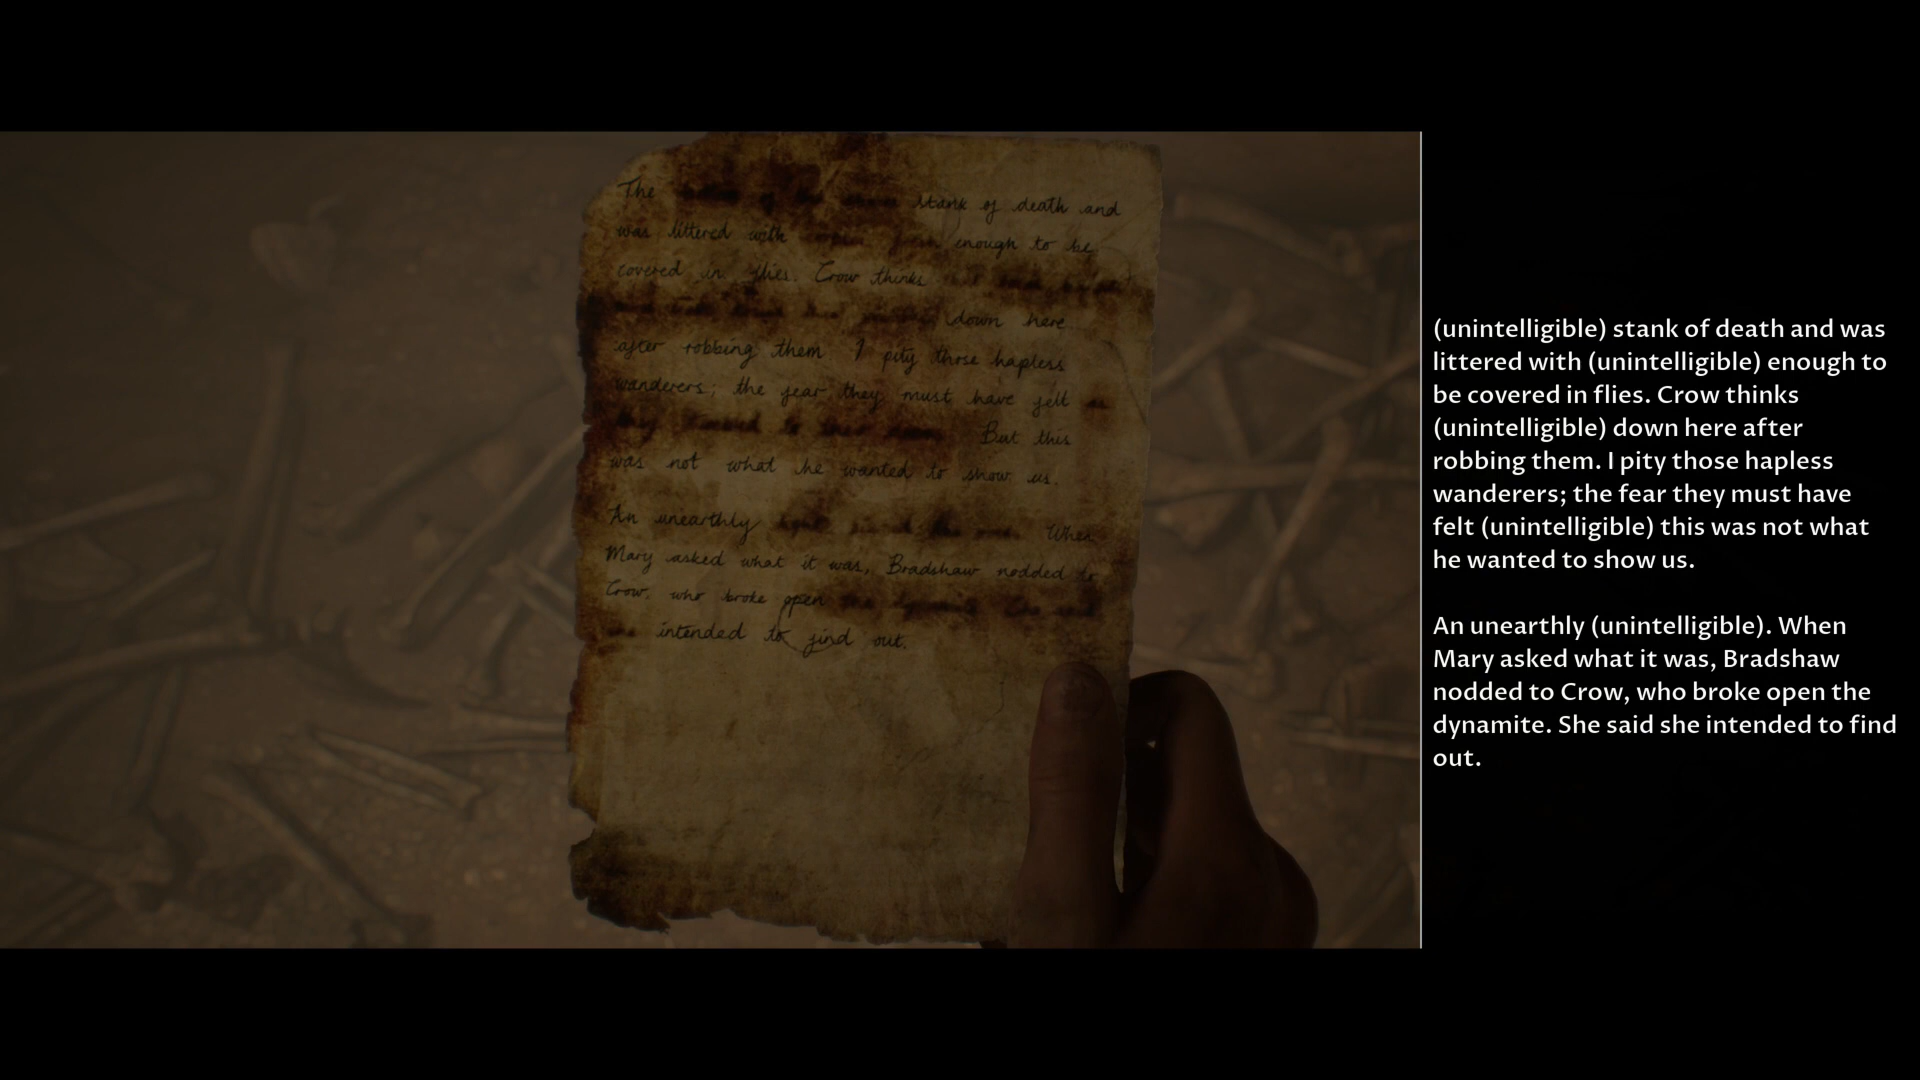 The stank of death and
was littered with enough to be
covered in flies. Crow thinks
down here
after robbing them I pity those hapless
wanderers; the fear they must have felt
But this
was not what he wanted to show us.
An unearthly When
Mary asked what it was, Bradshaw nodded to
Crow, who broke open
intended to find out.
(unintelligible) stank of death and was
littered with (unintelligible) enough to
be covered in flies. Crow thinks
(unintelligible) down here after
robbing them. I pity those hapless
wanderers; the fear they must have
felt (unintelligible) this was not what
he wanted to show us.
An unearthly (unintelligible). When
Mary asked what it was, Bradshaw
nodded to Crow, who broke open the
dynamite. She said she intended to find
out.